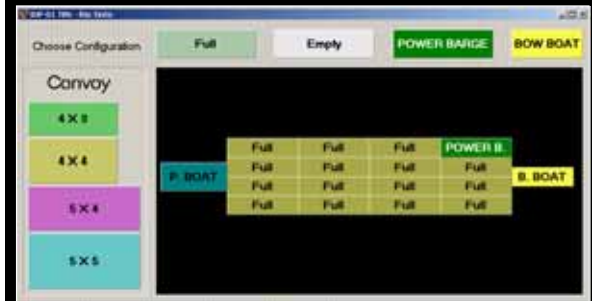 Choose Configuration Full Empty POWER BARGE BOW BOAT
Convoy
4 X 4
5 X 4
5 X 5
Full Full Full POWER B.
P. BOAT Full Full Full Full B. BOAT
Full Full Full Full
Full Full Full Full